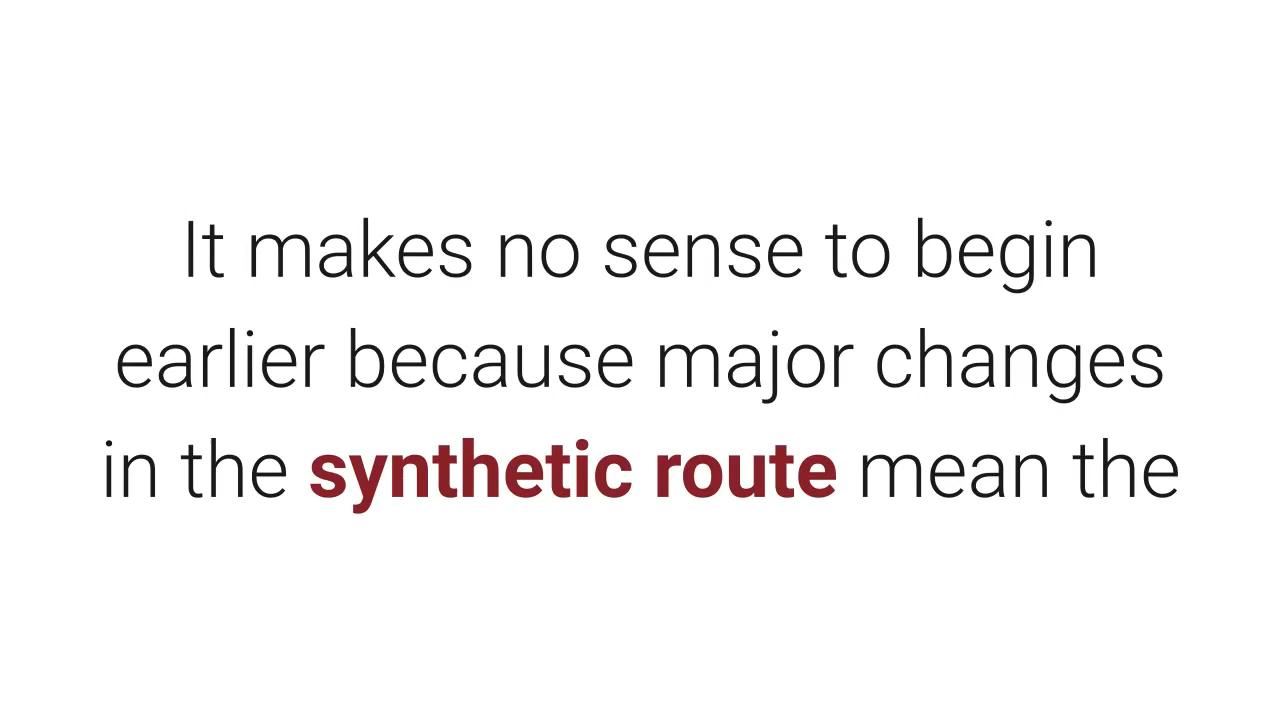 It makes no sense to begin
earlier because major changes
in the synthetic route mean the